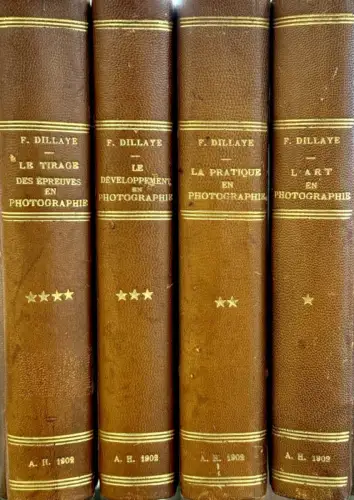 F. DILLAYE
LE TIRAGE
DES ÉPREUVES
EN
PHOTOGRAPHIE
A. H. 1902
F. DILLAYE
LE
DÉVELOPPEMENT
EN
PHOTOGRAPHIE
A. H. 1902
F. DILLAYE
LA PRATIQUE
EN
PHOTOGRAPHIE
A. H. 1902
F. DILLAYE
L'ART
EN
PHOTOGRAPHIE
A. H. 1902